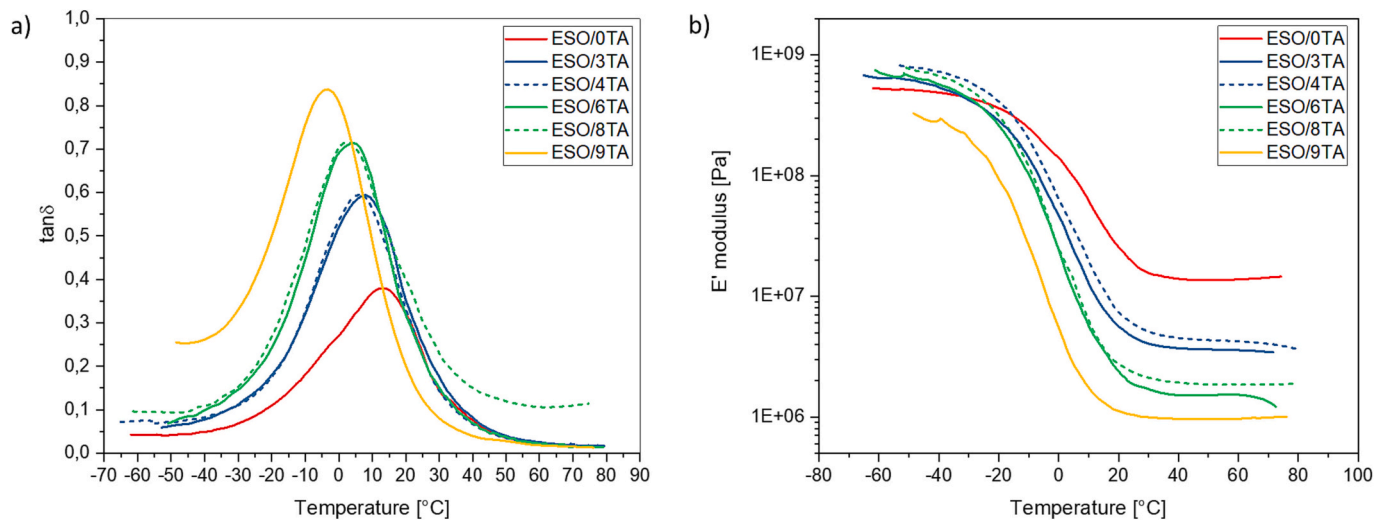 a)
1,0
0,9
0,8
0,7
0,6
0,5
0,4
0,3
0,2
0,1
0,0
tanδ
-70 -60 -50 -40 -30 -20 -10 0 10 20 30 40 50 60 70 80
Temperature [°C]
ESO/0TA
ESO/3TA
ESO/4TA
ESO/6TA
ESO/8TA
ESO/9TA
b)
1E+09
1E+08
1E+07
1E+06
E' modulus [Pa]
-80 -60 -40 -20 0 20 40 60 80 100
Temperature [°C]
ESO/0TA
ESO/3TA
ESO/4TA
ESO/6TA
ESO/8TA
ESO/9TA